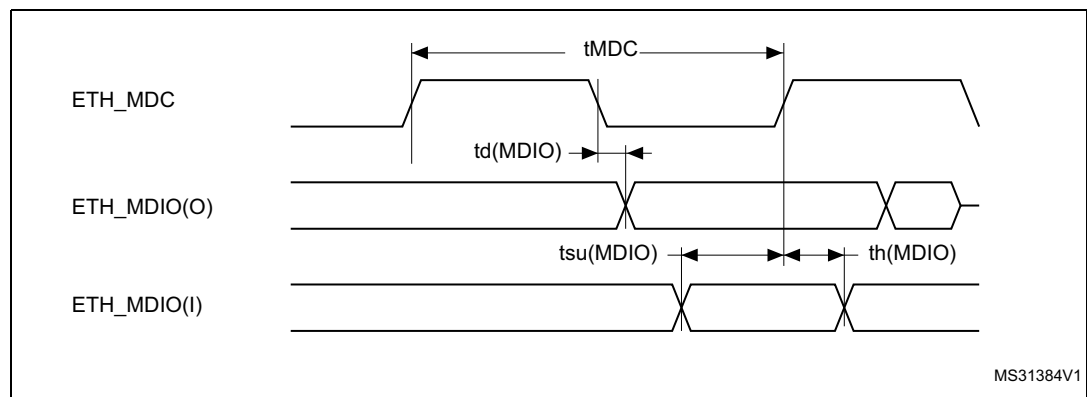 tMDC
ETH_MDC
td(MDIO)
ETH_MDIO(O)
tsu(MDIO)
th(MDIO)
ETH_MDIO(I)
MS31384V1